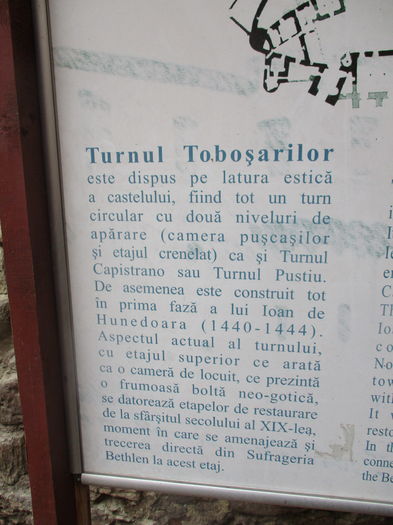 Turnul Toboşarilor
este dispus pe latura estică
a castelului, fiind tot un turn
circular cu două niveluri de
apărare (camera puşcaşilor
şi etajul crenelat) ca şi Turnul
Capistrano sau Turnul Pustiu.
De asemenea este construit tot
în prima fază a lui Ioan de
Hunedoara (1440-1444).
Aspectul actual al turnului,
cu etajul superior ce arată
ca o cameră de locuit, ce prezintă
o frumoasă boltă neo-gotică,
se datorează etapelor de restaurare
de la sfârşitul secolului al XIX-lea,
moment în care se amenajează şi
trecerea directă din Sufrageria
Bethlen la acest etaj.